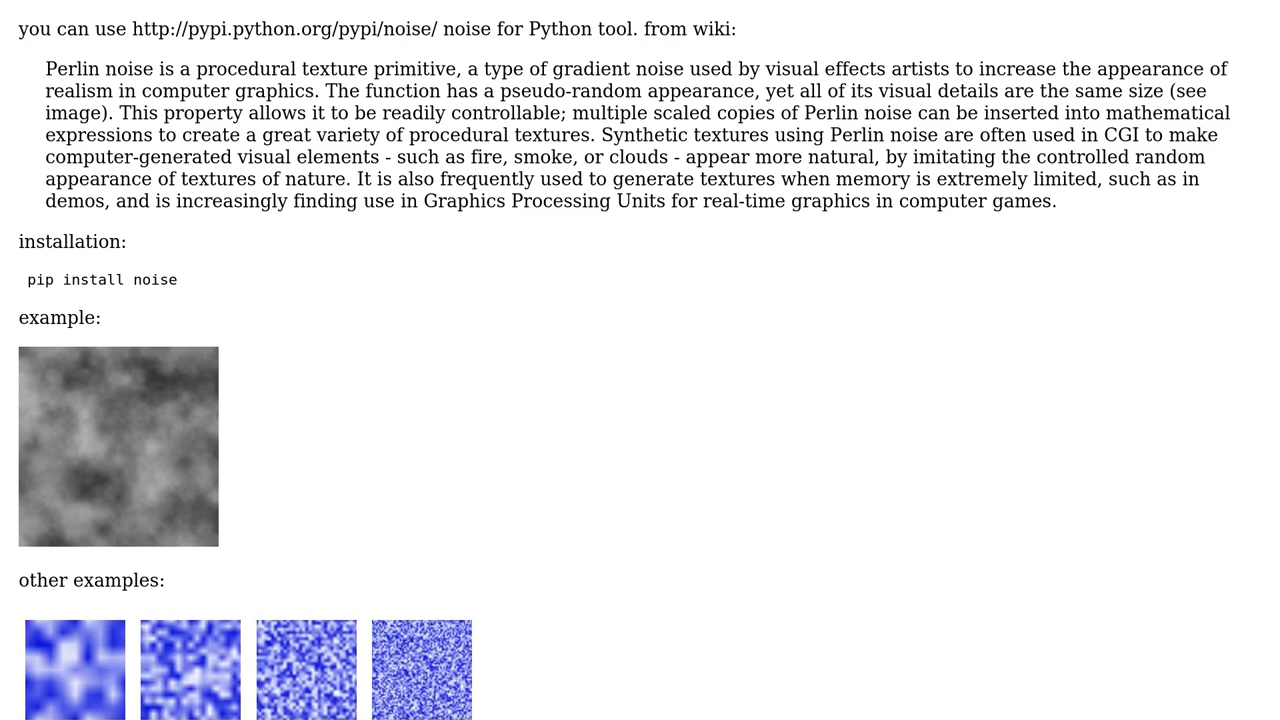 you can use http://pypi.python.org/pypi/noise/ noise for Python tool. from wiki:
Perlin noise is a procedural texture primitive, a type of gradient noise used by visual effects artists to increase the appearance of
realism in computer graphics. The function has a pseudo-random appearance, yet all of its visual details are the same size (see
image). This property allows it to be readily controllable; multiple scaled copies of Perlin noise can be inserted into mathematical
expressions to create a great variety of procedural textures. Synthetic textures using Perlin noise are often used in CGI to make
computer-generated visual elements - such as fire, smoke, or clouds - appear more natural, by imitating the controlled random
appearance of textures of nature. It is also frequently used to generate textures when memory is extremely limited, such as in
demos, and is increasingly finding use in Graphics Processing Units for real-time graphics in computer games.
installation:
pip install noise
example:
other examples: